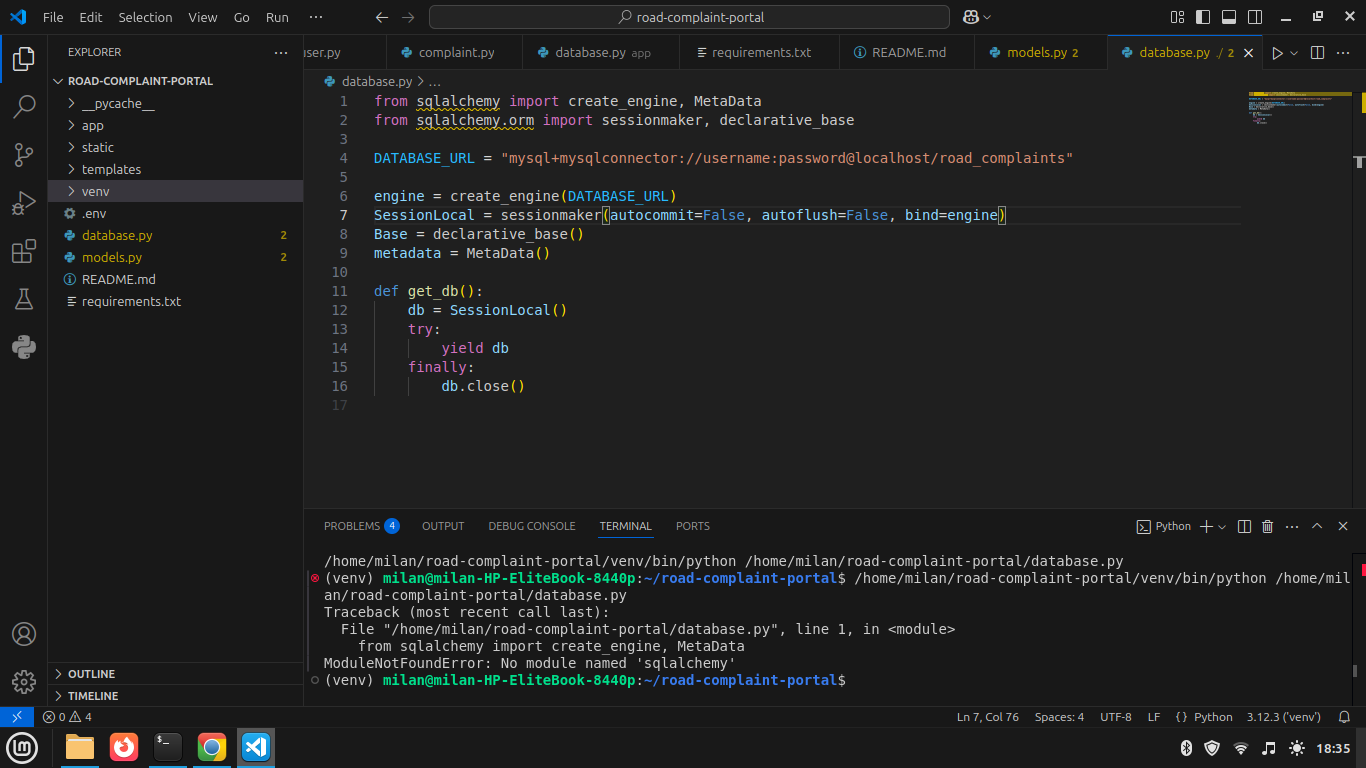 File Edit Selection View Go Run ···
road-complaint-portal
EXPLORER
ROAD-COMPLAINT-PORTAL
__pycache__
app
static
templates
venv
.env
database.py 2
models.py 2
README.md
requirements.txt
OUTLINE
TIMELINE
user.py complaint.py database.py app requirements.txt README.md models.py 2 database.py ./ 2
database.py > ...
1 from sqlalchemy import create_engine, MetaData
2 from sqlalchemy.orm import sessionmaker, declarative_base
3
4 DATABASE_URL = "mysql+mysqlconnector://username:password@localhost/road_complaints"
5
6 engine = create_engine(DATABASE_URL)
7 SessionLocal = sessionmaker(autocommit=False, autoflush=False, bind=engine)
8 Base = declarative_base()
9 metadata = MetaData()
10
11 def get_db():
12 db = SessionLocal()
13 try:
14 yield db
15 finally:
16 db.close()
17
PROBLEMS 4 OUTPUT DEBUG CONSOLE TERMINAL PORTS Python
/home/milan/road-complaint-portal/venv/bin/python /home/milan/road-complaint-portal/database.py
(venv) milan@milan-HP-EliteBook-8440p:~/road-complaint-portal$ /home/milan/road-complaint-portal/venv/bin/python /home/mil
an/road-complaint-portal/database.py
Traceback (most recent call last):
File "/home/milan/road-complaint-portal/database.py", line 1, in <module>
from sqlalchemy import create_engine, MetaData
ModuleNotFoundError: No module named 'sqlalchemy'
(venv) milan@milan-HP-EliteBook-8440p:~/road-complaint-portal$
0 4 Ln 7, Col 76 Spaces: 4 UTF-8 LF {} Python 3.12.3 ('venv')
18:35